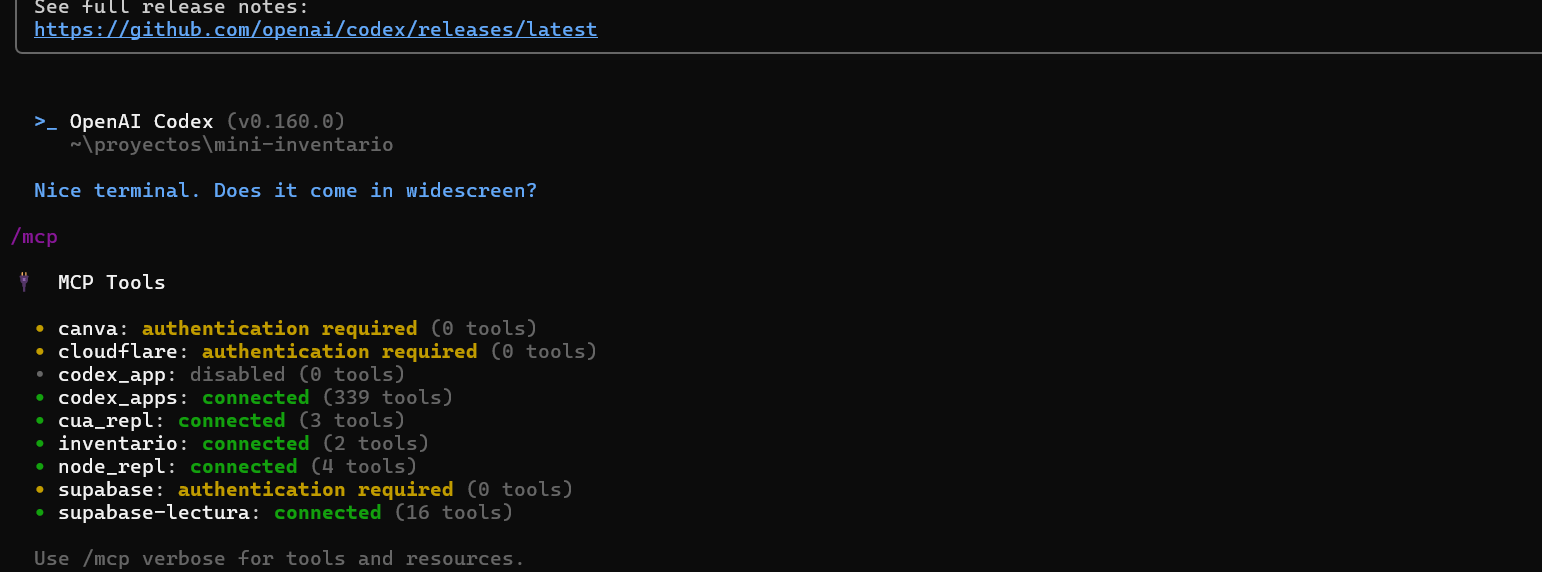 See full release notes:
https://github.com/openai/codex/releases/latest
>_ OpenAI Codex (v0.160.0)
~\proyectos\mini-inventario
Nice terminal. Does it come in widescreen?
/mcp
MCP Tools
• canva: authentication required (0 tools)
• cloudflare: authentication required (0 tools)
• codex_app: disabled (0 tools)
• codex_apps: connected (339 tools)
• cua_repl: connected (3 tools)
• inventario: connected (2 tools)
• node_repl: connected (4 tools)
• supabase: authentication required (0 tools)
• supabase-lectura: connected (16 tools)
Use /mcp verbose for tools and resources.